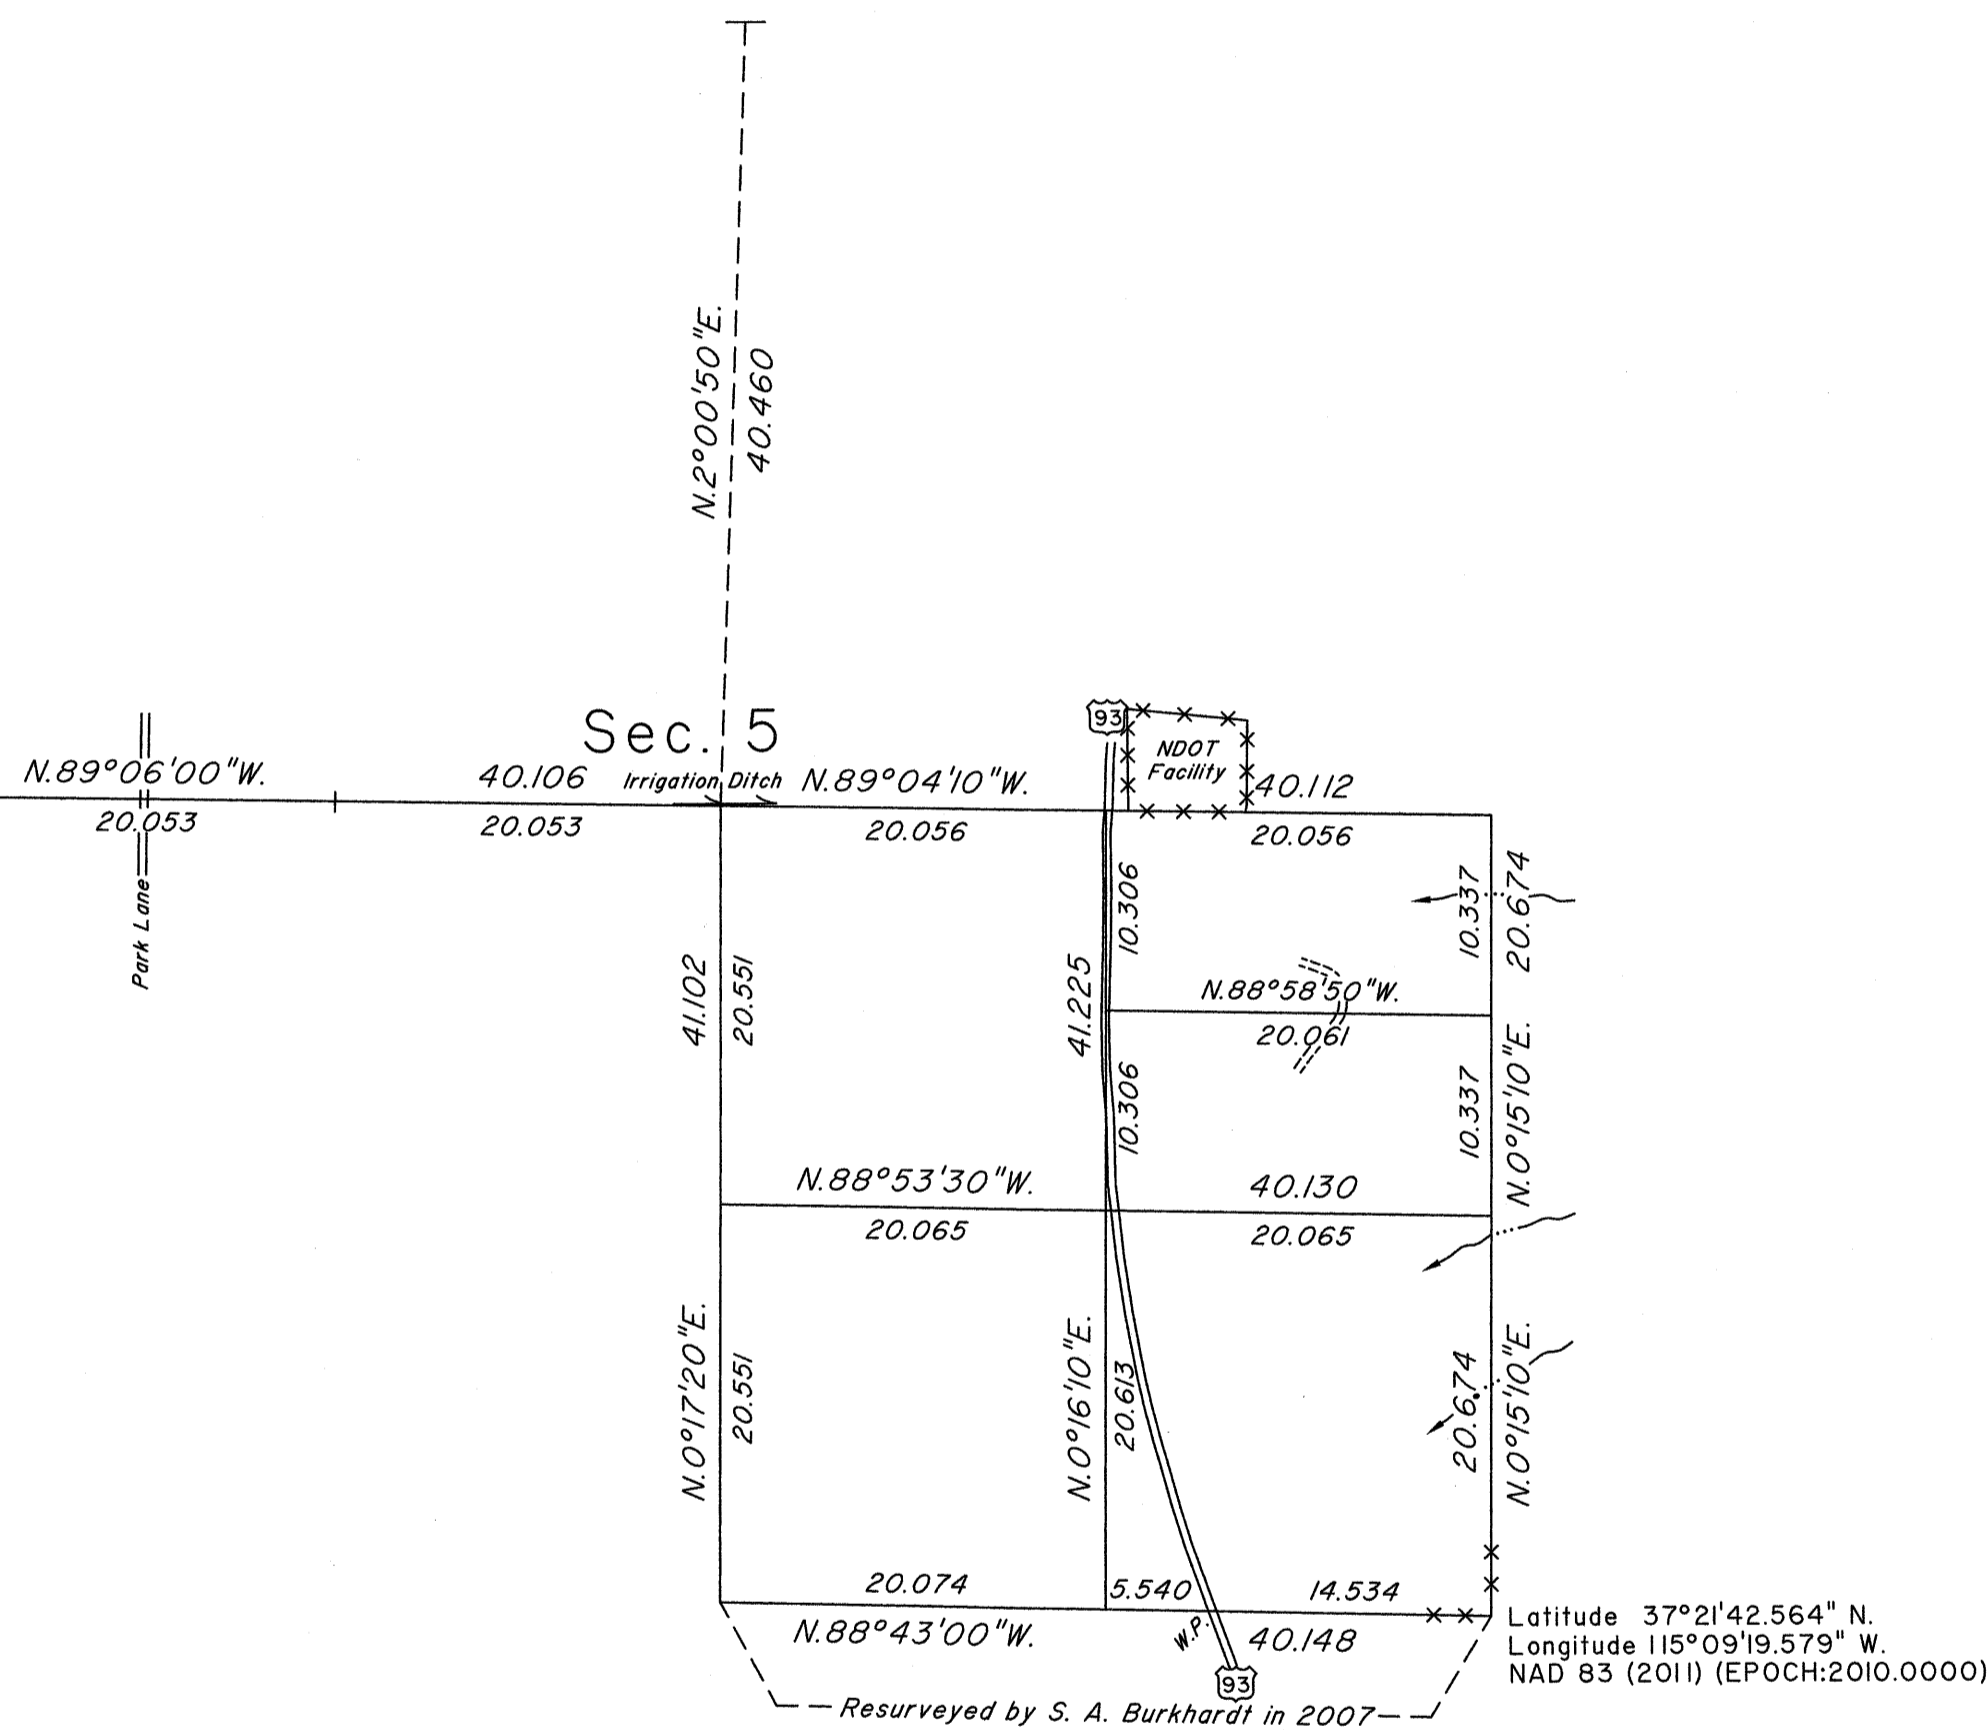 N.2°00'50"E.
40.460
Sec. 5
93
NDOT
Facility
N.89°06'00"W.
40.106
Irrigation Ditch
N.89°04'10"W.
40.112
20.053
20.053
20.056
20.056
Park Lane
10.306
10.337
20.674
41.102
20.551
41.225
N.88°58'50"W.
20.061
10.306
10.337
N.0°15'10"E.
N.88°53'30"W.
40.130
20.065
20.065
N.0°17'20"E.
20.551
N.0°16'10"E.
20.613
20.674
N.0°15'10"E.
20.074
5.540
14.534
N.88°43'00"W.
W.P.
40.148
93
Latitude 37°21'42.564" N.
Longitude 115°09'19.579" W.
NAD 83 (2011) (EPOCH:2010.0000)
Resurveyed by S. A. Burkhardt in 2007